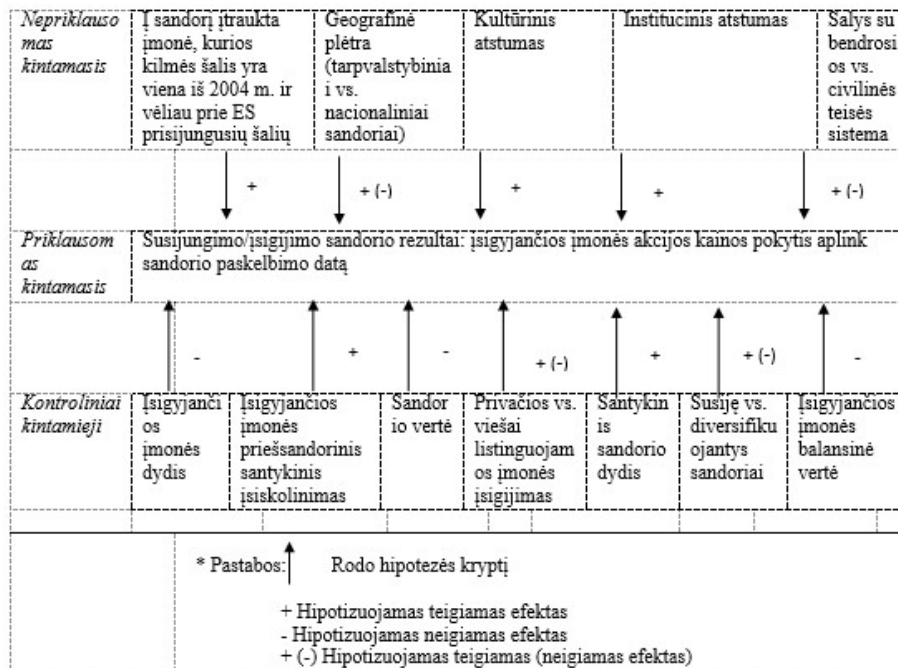 Nepriklauso
mas
kintamasis
Į sandorį įtraukta
įmonė, kurios
kilmės šalis yra
viena iš 2004 m. ir
vėliau prie ES
prisijungusių šalių
Geografinė
plėtra
(tarpvalstybinia
i vs.
nacionaliniai
sandoriai)
Kultūrinis
atstumas
Institucinis atstumas
Šalys su
bendrosi
os vs.
civilinės
teisės
sistema
+
+ (-)
+
+
+ (-)
Priklausom
as
kintamasis
Susijungimo/įsigijimo sandorio rezultai: įsigyjančios įmonės akcijos kainos pokytis aplink
sandorio paskelbimo datą
-
+
-
+ (-)
+
+ (-)
-
Kontroliniai
kintamieji
Įsigyjanči
os
įmonės
dydis
Įsigyjančios
įmonės
priešsandorinis
santykinis
įsiskolinimas
Sandor
io vertė
Privačios vs.
viešai
listinguojam
os įmonės
įsigijimas
Santykin
is
sandorio
dydis
Susiję vs.
diversifiku
ojantys
sandoriai
Įsigyjančios
įmonės
balansinė
vertė
* Pastabos: Rodo hipotezės kryptį
+ Hipotizuojamas teigiamas efektas
- Hipotizuojamas neigiamas efektas
+ (-) Hipotizuojamas teigiamas (neigiamas efektas)